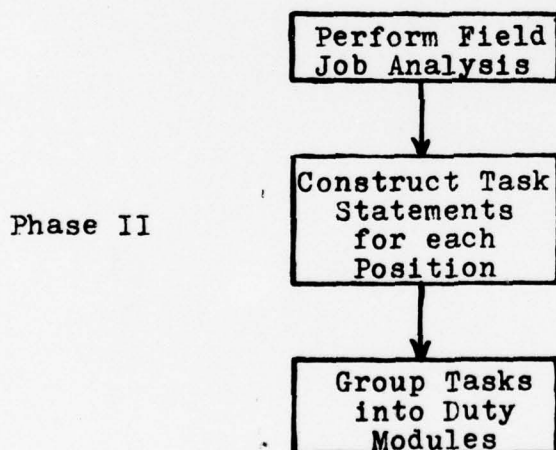 Perform Field
Job Analysis
Construct Task
Statements
for each
Position
Phase II
Group Tasks
into Duty
Modules